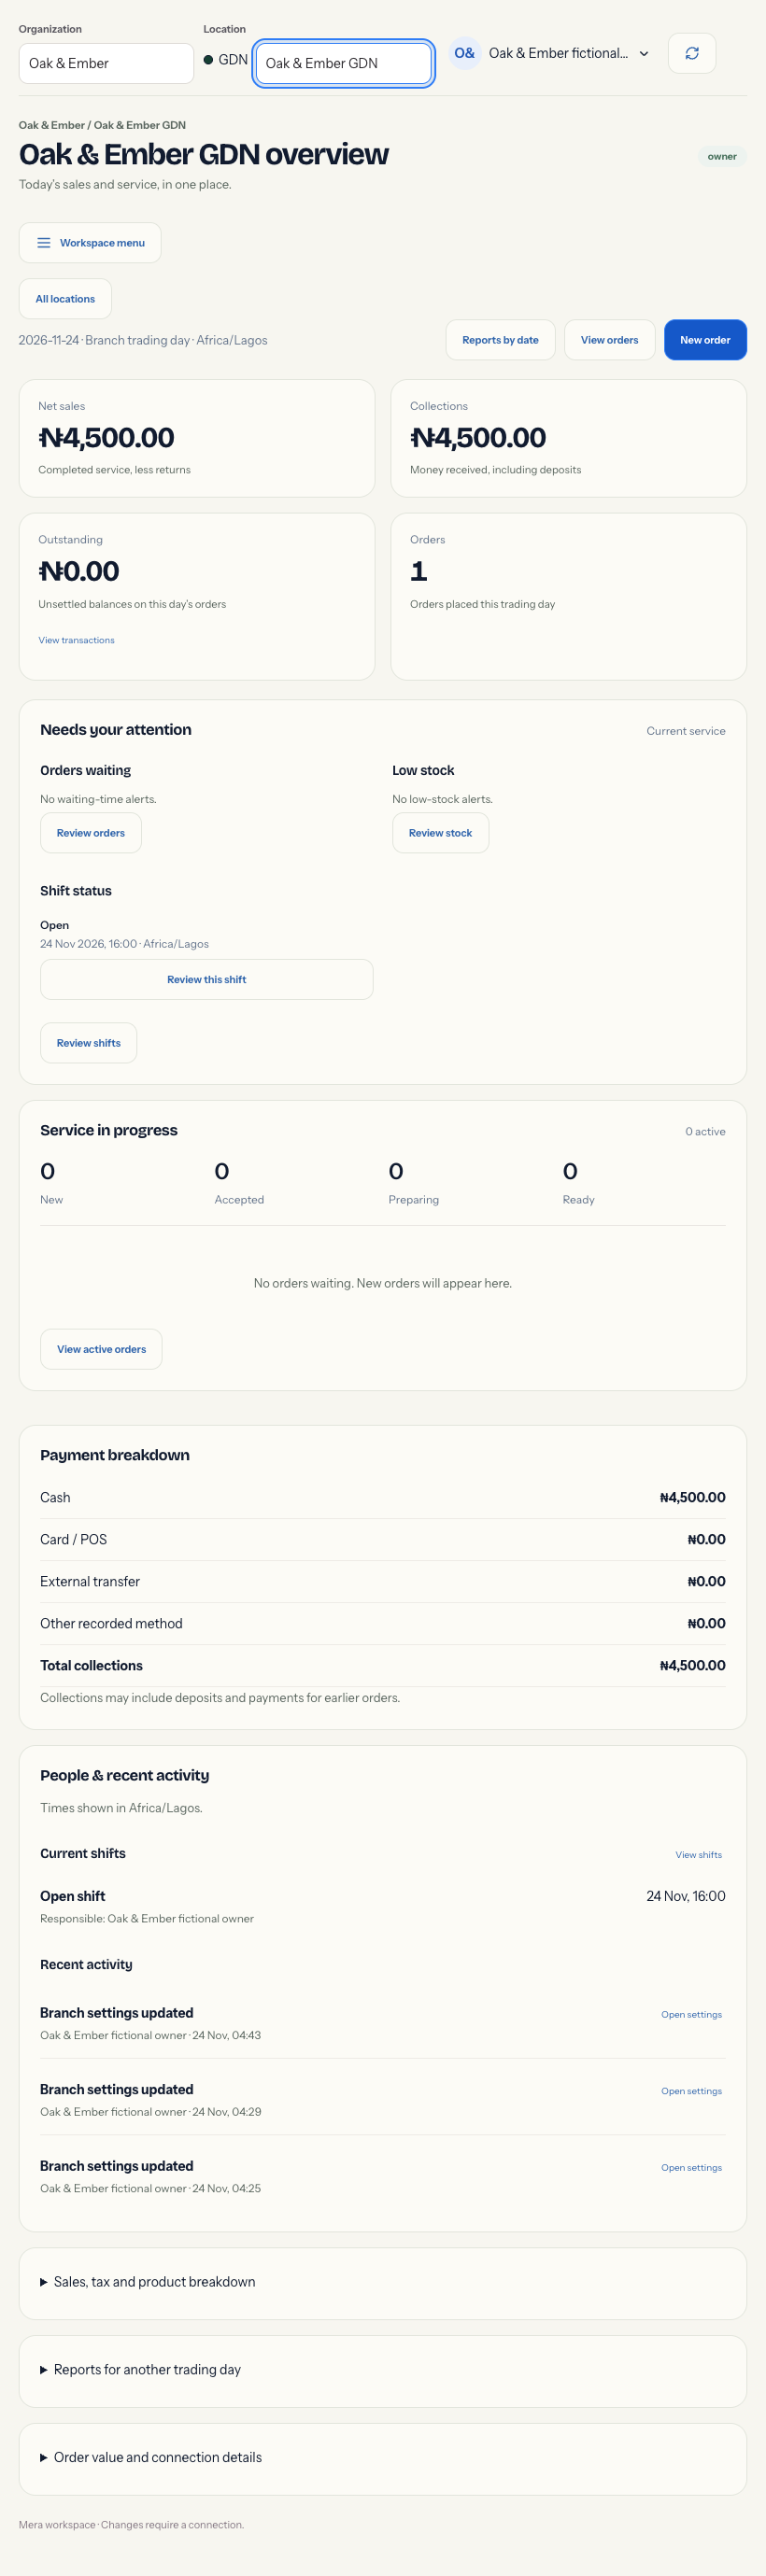 Organization
Location
Oak & Ember
GDN
Oak & Ember GDN
O&
Oak & Ember fictional...
Oak & Ember / Oak & Ember GDN
Oak & Ember GDN overview
owner
Today's sales and service, in one place.
Workspace menu
All locations
2026-11-24 · Branch trading day · Africa/Lagos
Reports by date
View orders
New order
Net sales
₦4,500.00
Completed service, less returns
Collections
₦4,500.00
Money received, including deposits
Outstanding
₦0.00
Unsettled balances on this day's orders
View transactions
Orders
1
Orders placed this trading day
Needs your attention
Current service
Orders waiting
No waiting-time alerts.
Review orders
Low stock
No low-stock alerts.
Review stock
Shift status
Open
24 Nov 2026, 16:00 · Africa/Lagos
Review this shift
Review shifts
Service in progress
0 active
0
New
0
Accepted
0
Preparing
0
Ready
No orders waiting. New orders will appear here.
View active orders
Payment breakdown
Cash ₦4,500.00
Card / POS ₦0.00
External transfer ₦0.00
Other recorded method ₦0.00
Total collections ₦4,500.00
Collections may include deposits and payments for earlier orders.
People & recent activity
Times shown in Africa/Lagos.
Current shifts
View shifts
Open shift
24 Nov, 16:00
Responsible: Oak & Ember fictional owner
Recent activity
Branch settings updated
Open settings
Oak & Ember fictional owner · 24 Nov, 04:43
Branch settings updated
Open settings
Oak & Ember fictional owner · 24 Nov, 04:29
Branch settings updated
Open settings
Oak & Ember fictional owner · 24 Nov, 04:25
Sales, tax and product breakdown
Reports for another trading day
Order value and connection details
Mera workspace · Changes require a connection.